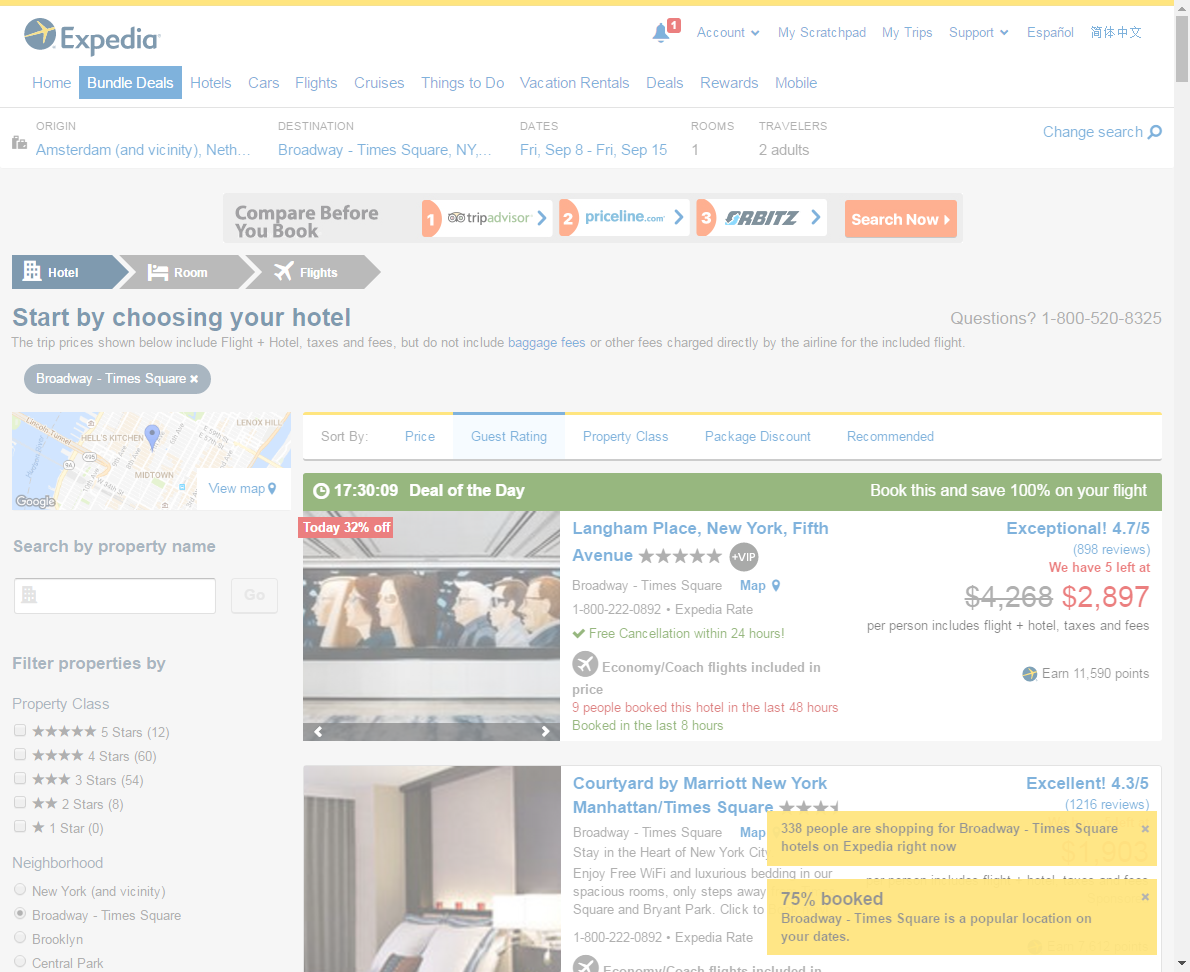 Expedia
1
Account
My Scratchpad
My Trips
Support
Español
简体中文
Home
Bundle Deals
Hotels
Cars
Flights
Cruises
Things to Do
Vacation Rentals
Deals
Rewards
Mobile
ORIGIN
DESTINATION
DATES
ROOMS
TRAVELERS
Amsterdam (and vicinity), Neth...
Broadway - Times Square, NY,...
Fri, Sep 8 - Fri, Sep 15
1
2 adults
Change search
Compare Before
You Book
1 tripadvisor
2 priceline.com
3 ORBITZ
Search Now
Hotel
Room
Flights
Start by choosing your hotel
Questions? 1-800-520-8325
The trip prices shown below include Flight + Hotel, taxes and fees, but do not include baggage fees or other fees charged directly by the airline for the included flight.
Broadway - Times Square ×
Lincoln Tunnel
HELL'S KITCHEN
LENOX HILL
MIDTOWN
W 34th St
E 59th St
E 57th St
5th Ave
9A
495
Google
View map
Search by property name
Go
Filter properties by
Property Class
5 Stars (12)
4 Stars (60)
3 Stars (54)
2 Stars (8)
1 Star (0)
Neighborhood
New York (and vicinity)
Broadway - Times Square
Brooklyn
Central Park
Sort By:
Price
Guest Rating
Property Class
Package Discount
Recommended
17:30:09 Deal of the Day
Book this and save 100% on your flight
Today 32% off
Langham Place, New York, Fifth
Avenue ★★★★★ +VIP
Broadway - Times Square Map
1-800-222-0892 • Expedia Rate
Free Cancellation within 24 hours!
Economy/Coach flights included in
price
9 people booked this hotel in the last 48 hours
Booked in the last 8 hours
Exceptional! 4.7/5
(898 reviews)
We have 5 left at
$4,268 $2,897
per person includes flight + hotel, taxes and fees
Earn 11,590 points
Courtyard by Marriott New York
Manhattan/Times Square
Broadway - Times Square Map
Stay in the Heart of New York City
Enjoy Free WiFi and luxurious bedding in our
spacious rooms, only steps away
Square and Bryant Park. Click to
1-800-222-0892 • Expedia Rate
Economy/Coach flights included in
Excellent! 4.3/5
(1216 reviews)
$1,903
per person includes flight + hotel, taxes and fees
338 people are shopping for Broadway - Times Square
hotels on Expedia right now
×
75% booked
×
Broadway - Times Square is a popular location on
your dates.